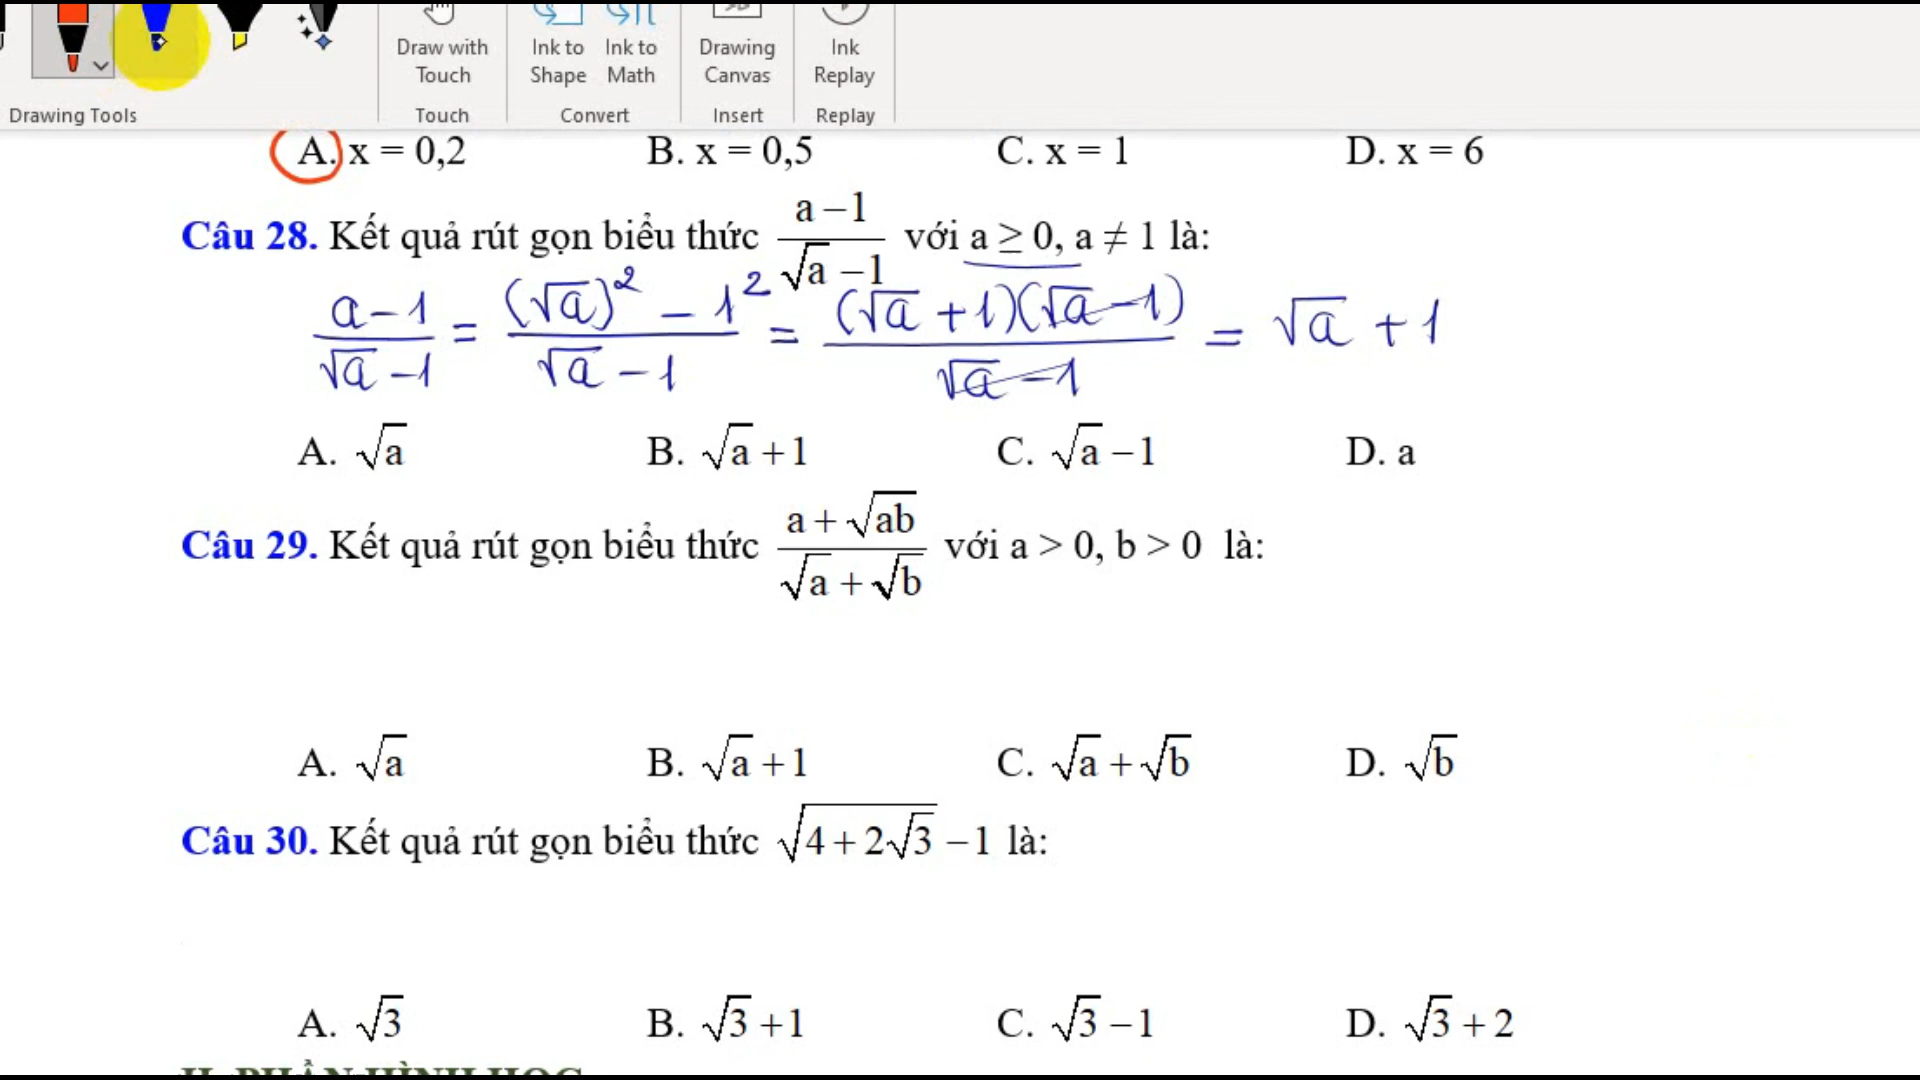 Draw with Touch
Ink to Shape
Ink to Math
Drawing Canvas
Ink Replay
Drawing Tools
Touch
Convert
Insert
Replay
A. x = 0,2 B. x = 0,5 C. x = 1 D. x = 6
Câu 28. Kết quả rút gọn biểu thức (a − 1)/(√a − 1) với a ≥ 0, a ≠ 1 là:
(a − 1)/(√a − 1) = ((√a)² − 1²)/(√a − 1) = ((√a + 1)(√a − 1))/(√a − 1) = √a + 1
A. √a B. √a + 1 C. √a − 1 D. a
Câu 29. Kết quả rút gọn biểu thức (a + √ab)/(√a + √b) với a > 0, b > 0 là:
A. √a B. √a + 1 C. √a + √b D. √b
Câu 30. Kết quả rút gọn biểu thức √(4 + 2√3) − 1 là:
A. √3 B. √3 + 1 C. √3 − 1 D. √3 + 2
II. PHẦN HÌNH HỌC